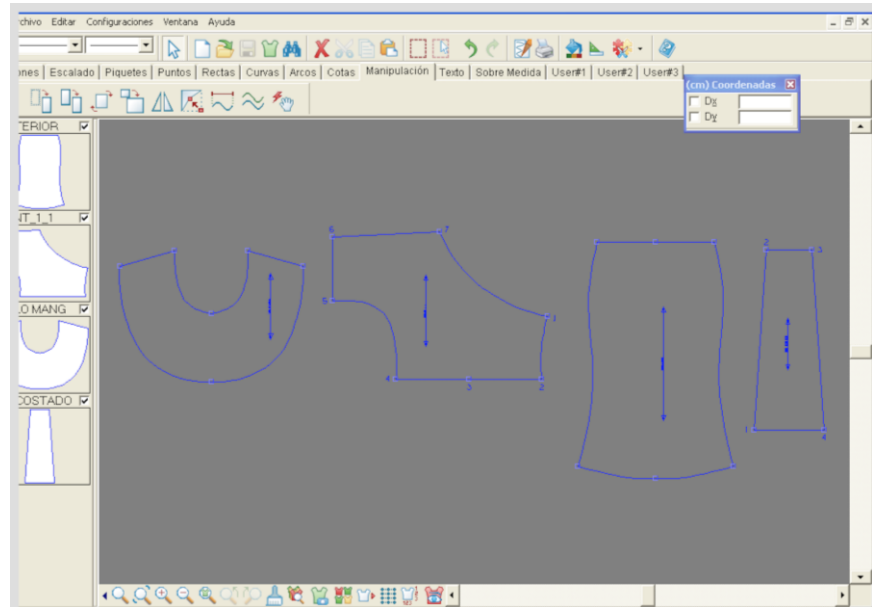 chivo Editar Configuraciones Ventana Ayuda
nes Escalado Piquetes Puntos Rectas Curvas Arcos Cotas Manipulación Texto Sobre Medida User#1 User#2 User#3
(cm) Coordenadas
Dx
Dy
TERIOR
NT_1_1
LO MANG
COSTADO
6 7
5 1
4 3 2
2 3
1 4